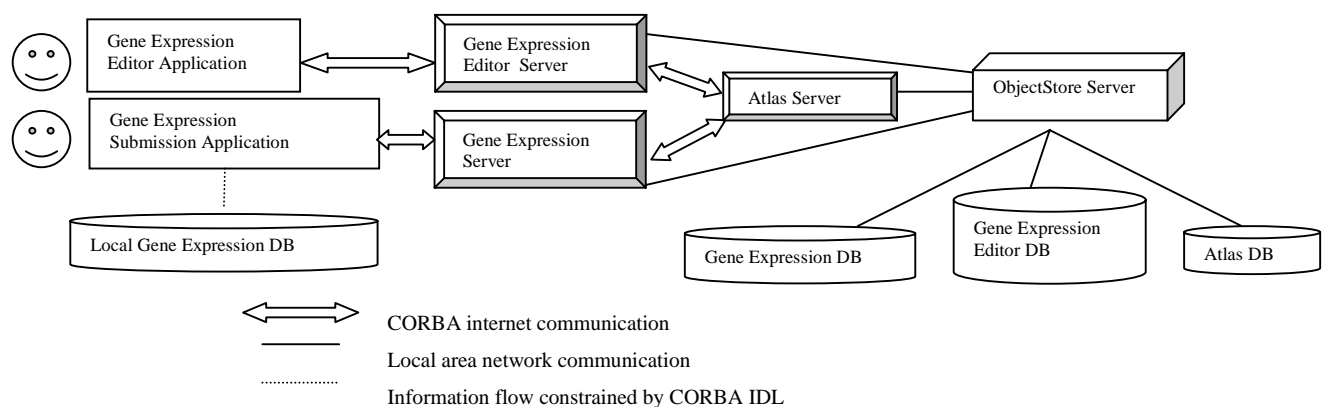 Gene Expression
Editor Application
Gene Expression
Editor Server
Atlas Server
ObjectStore Server
Gene Expression
Submission Application
Gene Expression
Server
Local Gene Expression DB
Gene Expression DB
Gene Expression
Editor DB
Atlas DB
CORBA internet communication
Local area network communication
Information flow constrained by CORBA IDL